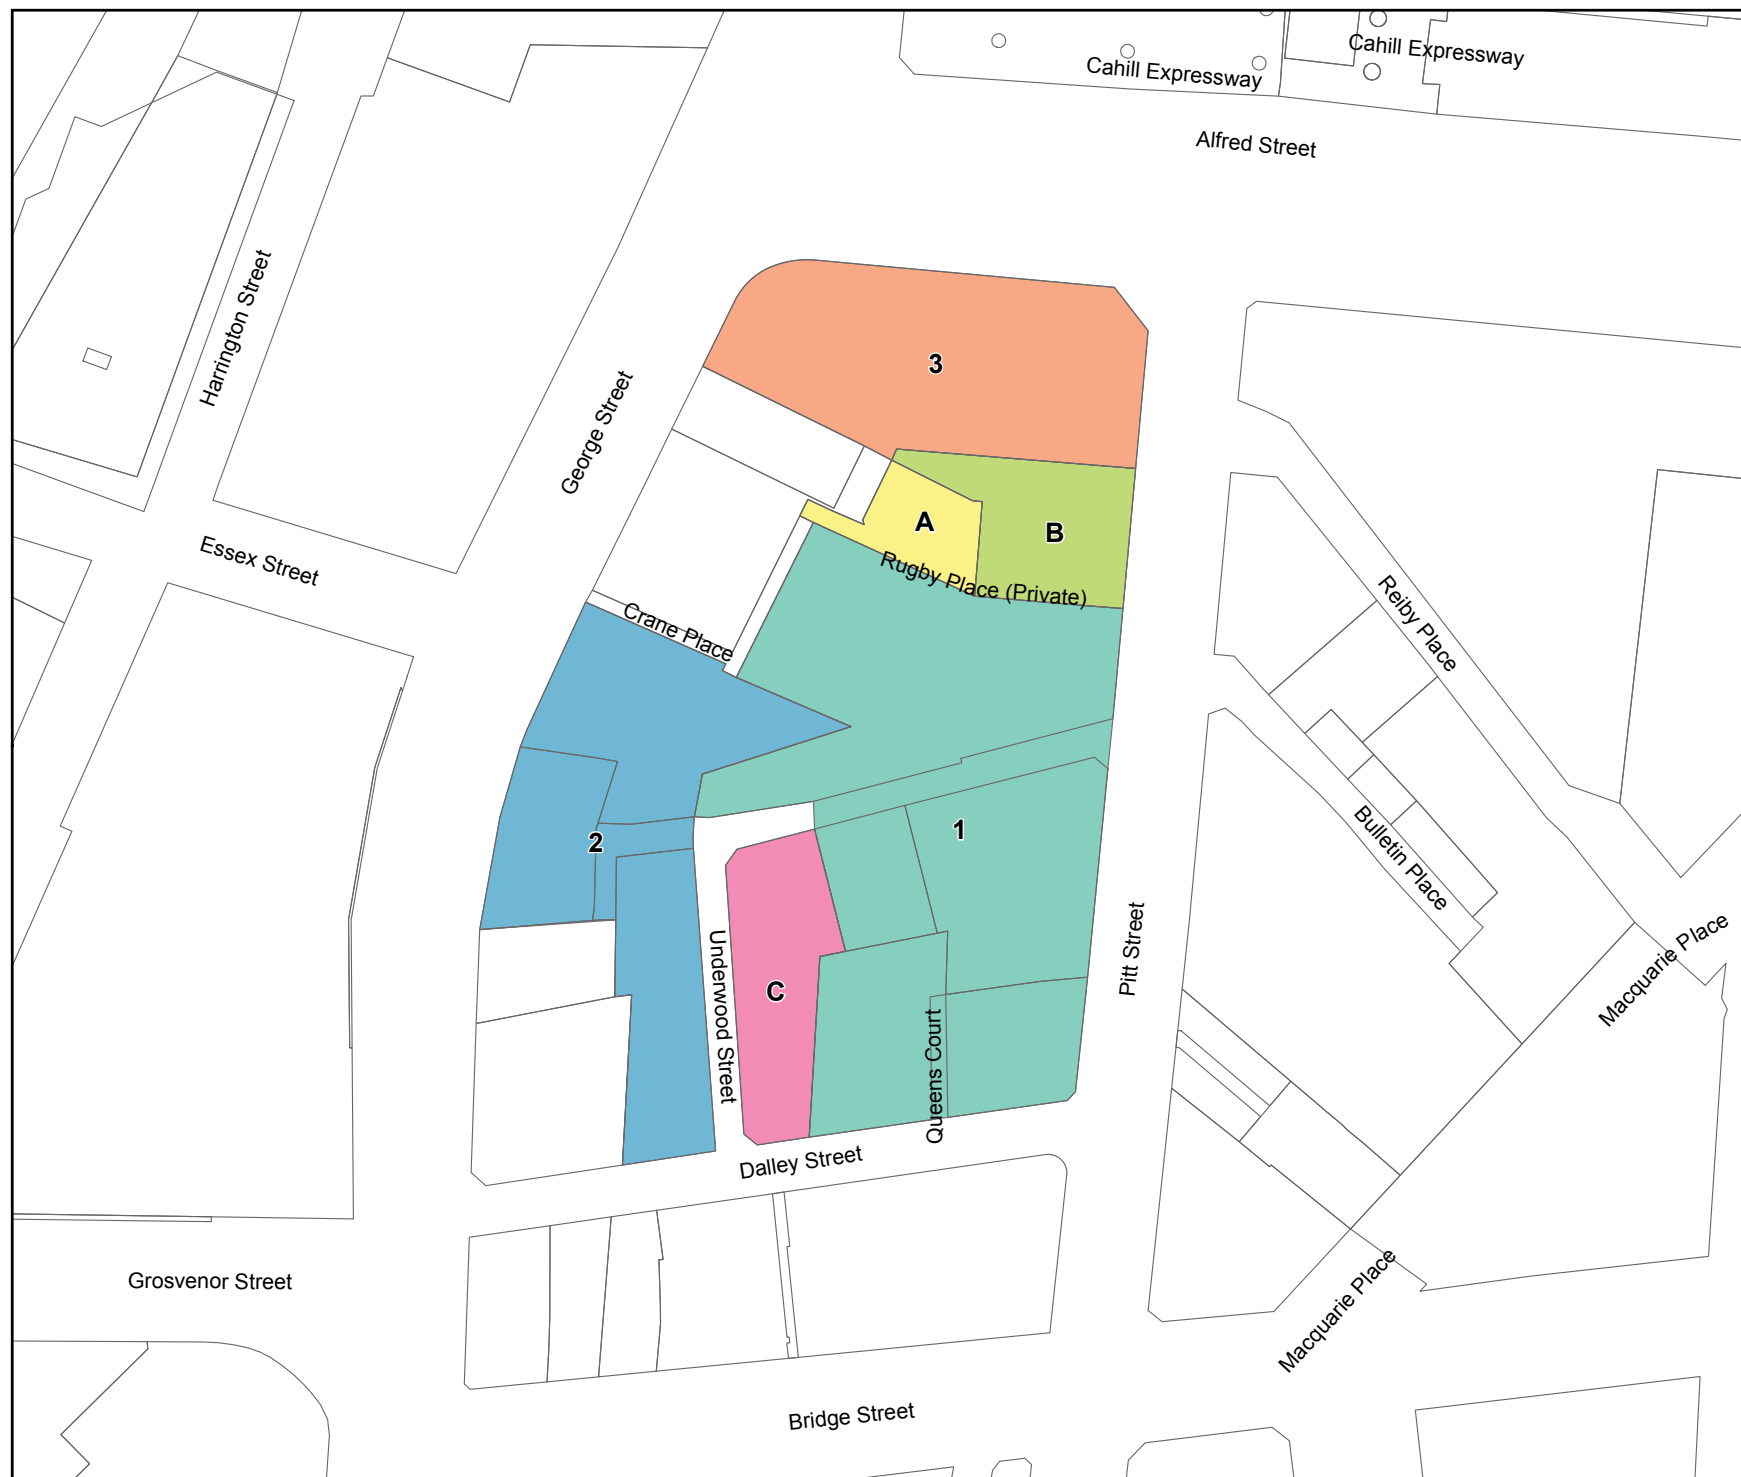 Cahill Expressway
Cahill Expressway
Alfred Street
Harrington Street
3
George Street
A
B
Essex Street
Rugby Place (Private)
Crane Place
Reiby Place
2
1
Bulletin Place
Underwood Street
C
Pitt Street
Macquarie Place
Queens Court
Dalley Street
Grosvenor Street
Macquarie Place
Bridge Street